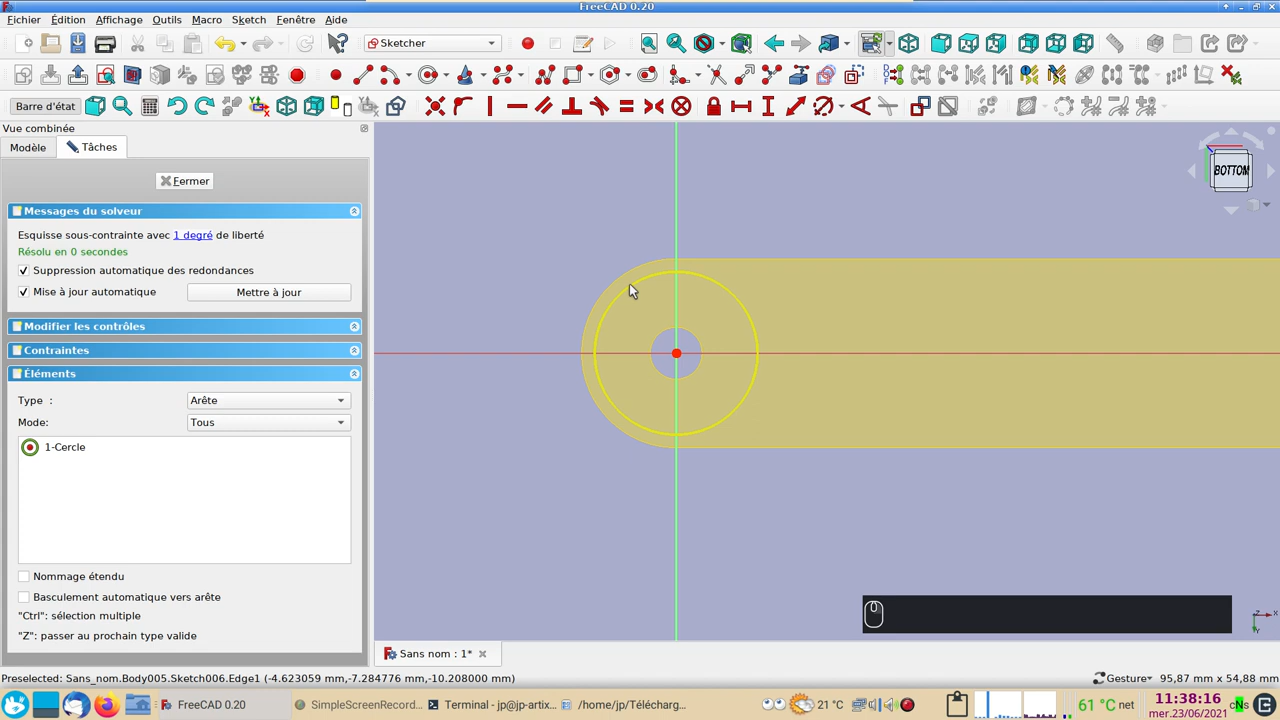 FreeCAD 0.20
Fichier Édition Affichage Outils Macro Sketch Fenêtre Aide
Sketcher
Barre d'état
Vue combinée
Modèle Tâches
Fermer
Messages du solveur
Esquisse sous-contrainte avec 1 degré de liberté
Résolu en 0 secondes
Suppression automatique des redondances
Mise à jour automatique Mettre à jour
Modifier les contrôles
Contraintes
Éléments
Type : Arête
Mode: Tous
1-Cercle
Nommage étendu
Basculement automatique vers arête
"Ctrl": sélection multiple
"Z": passer au prochain type valide
BOTTOM
Z X
Y
Sans nom : 1*
Preselected: Sans_nom.Body005.Sketch006.Edge1 (-4.623059 mm,-7.284776 mm,-10.208000 mm) Gesture 95,87 mm x 54,88 mm
FreeCAD 0.20 SimpleScreenRecord... Terminal - jp@jp-artix... /home/jp/Télécharg... 21 °C 61 °C net 11:38:16 cNs
mer.23/06/2021